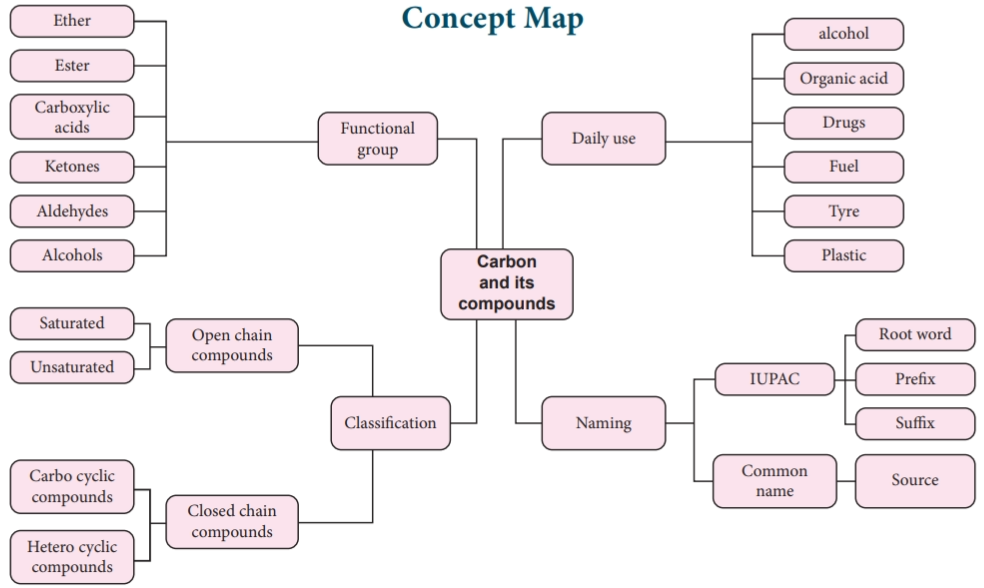 Concept Map
Ether
Ester
Carboxylic
acids
Ketones
Aldehydes
Alcohols
Functional
group
Daily use
alcohol
Organic acid
Drugs
Fuel
Tyre
Plastic
Carbon
and its
compounds
Saturated
Unsaturated
Open chain
compounds
Classification
Carbo cyclic
compounds
Hetero cyclic
compounds
Closed chain
compounds
Naming
IUPAC
Root word
Prefix
Suffix
Common
name
Source